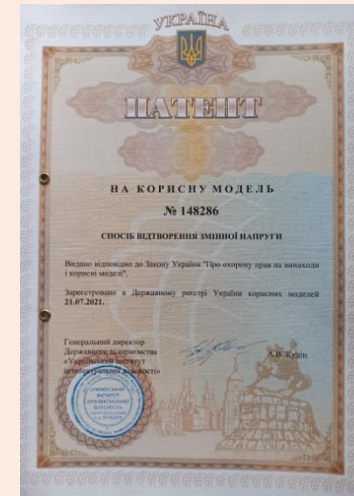 УКРАЇНА
ПАТЕНТ
НА КОРИСНУ МОДЕЛЬ
№ 148286
СПОСІБ ВІДТВОРЕННЯ ЗМІННОЇ НАПРУГИ
Видано відповідно до Закону України "Про охорону прав на винаходи
і корисні моделі".
Зареєстровано в Державному реєстрі України корисних моделей
21.07.2021.
Генеральний директор
Державного підприємства
«Український інститут
інтелектуальної власності»
А.В. Кудін